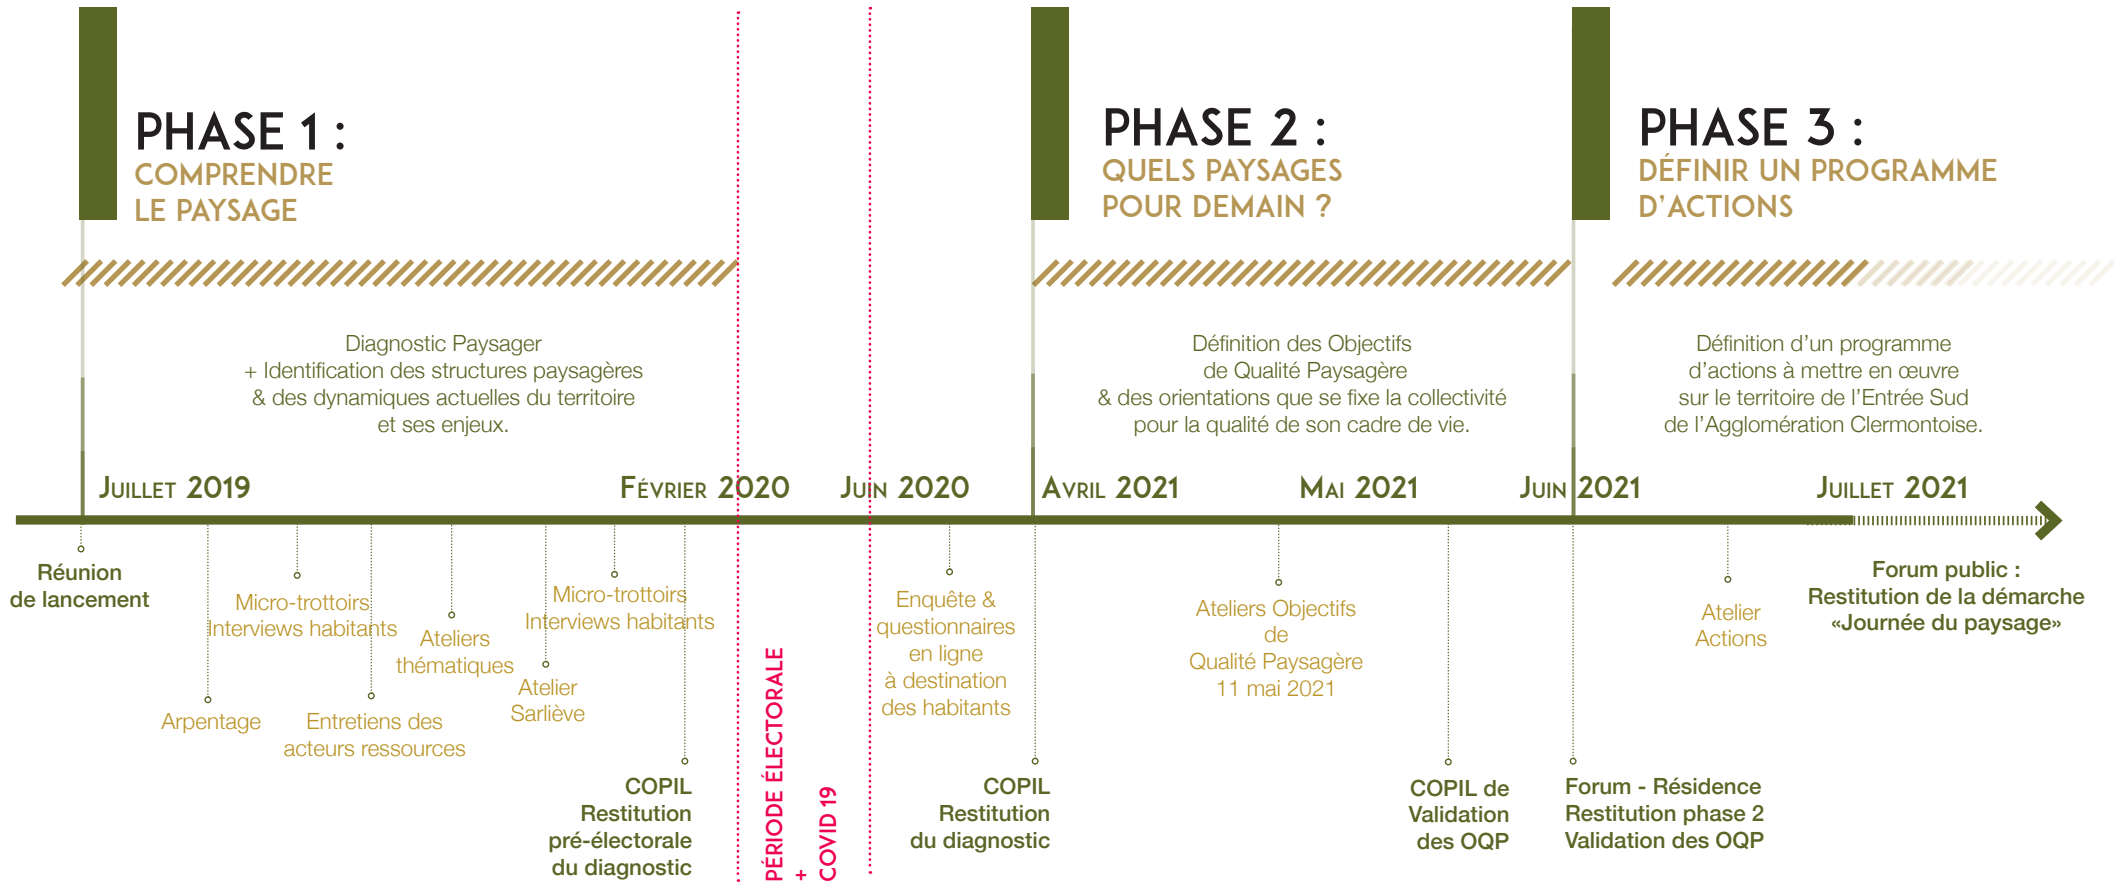 PHASE 1 :
COMPRENDRE
LE PAYSAGE
PHASE 2 :
QUELS PAYSAGES
POUR DEMAIN ?
PHASE 3 :
DÉFINIR UN PROGRAMME
D'ACTIONS
Diagnostic Paysager
+ Identification des structures paysagères
& des dynamiques actuelles du territoire
et ses enjeux.
Définition des Objectifs
de Qualité Paysagère
& des orientations que se fixe la collectivité
pour la qualité de son cadre de vie.
Définition d'un programme
d'actions à mettre en œuvre
sur le territoire de l'Entrée Sud
de l'Agglomération Clermontoise.
Juillet 2019
Février 2020
Juin 2020
Avril 2021
Mai 2021
Juin 2021
Juillet 2021
Réunion
de lancement
Arpentage
Micro-trottoirs
Interviews habitants
Entretiens des
acteurs ressources
Ateliers
thématiques
Atelier
Sarliève
Micro-trottoirs
Interviews habitants
COPIL
Restitution
pré-électorale
du diagnostic
PÉRIODE ÉLECTORALE
+
COVID 19
Enquête &
questionnaires
en ligne
à destination
des habitants
COPIL
Restitution
du diagnostic
Ateliers Objectifs
de
Qualité Paysagère
11 mai 2021
COPIL de
Validation
des OQP
Forum - Résidence
Restitution phase 2
Validation des OQP
Atelier
Actions
Forum public :
Restitution de la démarche
«Journée du paysage»